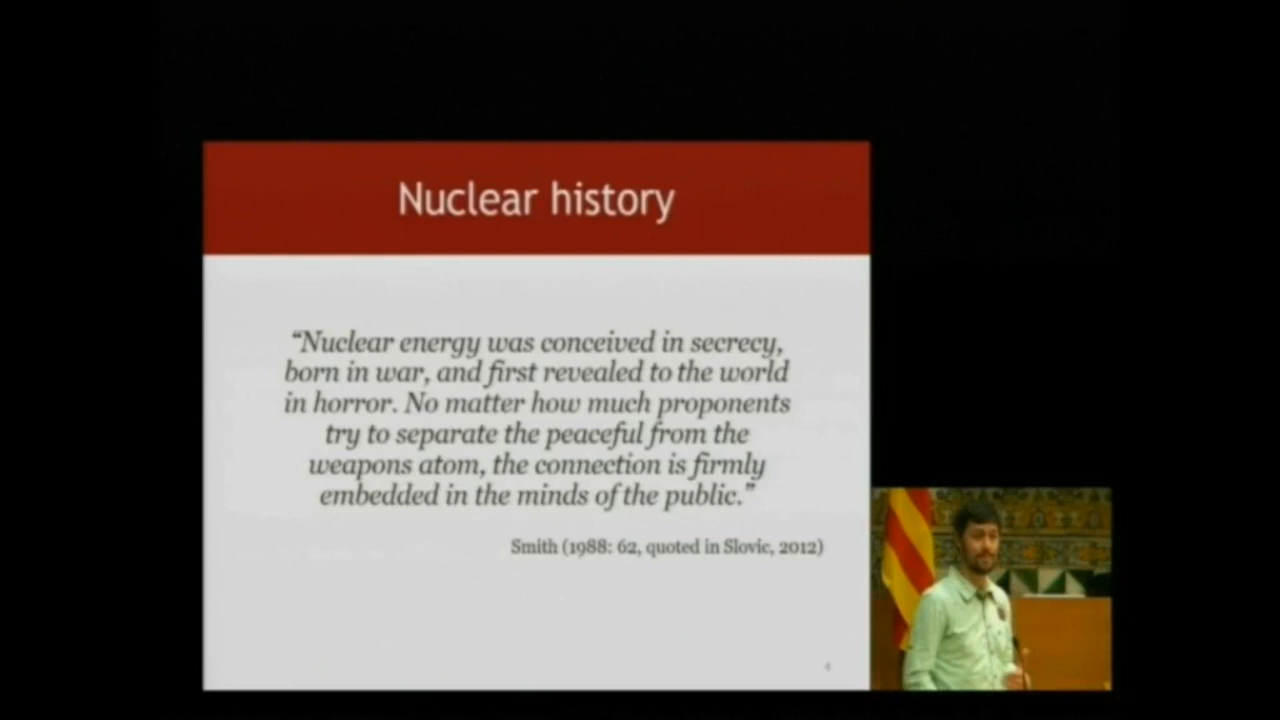 Nuclear history
“Nuclear energy was conceived in secrecy,
born in war, and first revealed to the world
in horror. No matter how much proponents
try to separate the peaceful from the
weapons atom, the connection is firmly
embedded in the minds of the public.”
Smith (1988: 62, quoted in Slovic, 2012)
4